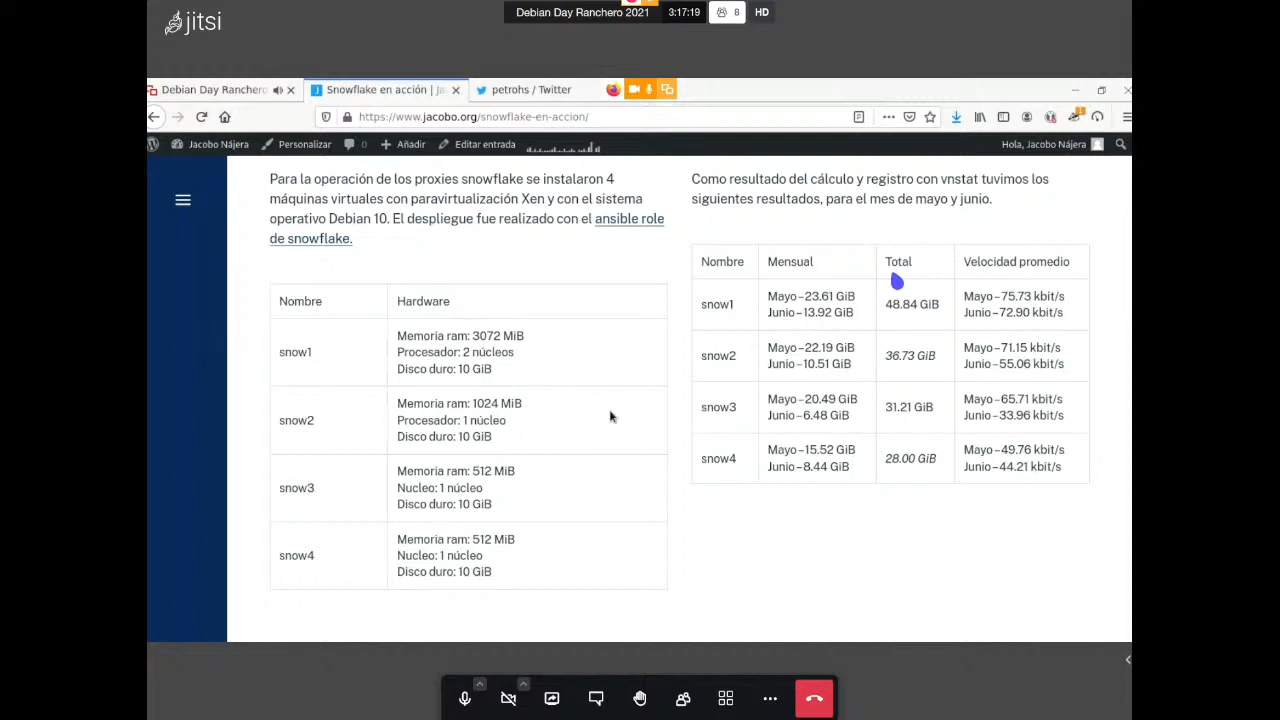 jitsi
Debian Day Ranchero 2021 3:17:19 8 HD
Debian Day Ranchero
Snowflake en acción | Ja
petrohs / Twitter
https://www.jacobo.org/snowflake-en-accion/
Jacobo Nájera Personalizar 0 Añadir Editar entrada Hola, Jacobo Nájera
Para la operación de los proxies snowflake se instalaron 4
máquinas virtuales con paravirtualización Xen y con el sistema
operativo Debian 10. El despliegue fue realizado con el ansible role
de snowflake.
Nombre Hardware
snow1
Memoria ram: 3072 MiB
Procesador: 2 núcleos
Disco duro: 10 GiB
snow2
Memoria ram: 1024 MiB
Procesador: 1 núcleo
Disco duro: 10 GiB
snow3
Memoria ram: 512 MiB
Nucleo: 1 núcleo
Disco duro: 10 GiB
snow4
Memoria ram: 512 MiB
Nucleo: 1 núcleo
Disco duro: 10 GiB
Como resultado del cálculo y registro con vnstat tuvimos los
siguientes resultados, para el mes de mayo y junio.
Nombre Mensual Total Velocidad promedio
snow1
Mayo – 23.61 GiB
Junio – 13.92 GiB
48.84 GiB
Mayo – 75.73 kbit/s
Junio – 72.90 kbit/s
snow2
Mayo – 22.19 GiB
Junio – 10.51 GiB
36.73 GiB
Mayo – 71.15 kbit/s
Junio – 55.06 kbit/s
snow3
Mayo – 20.49 GiB
Junio – 6.48 GiB
31.21 GiB
Mayo – 65.71 kbit/s
Junio – 33.96 kbit/s
snow4
Mayo – 15.52 GiB
Junio – 8.44 GiB
28.00 GiB
Mayo – 49.76 kbit/s
Junio – 44.21 kbit/s